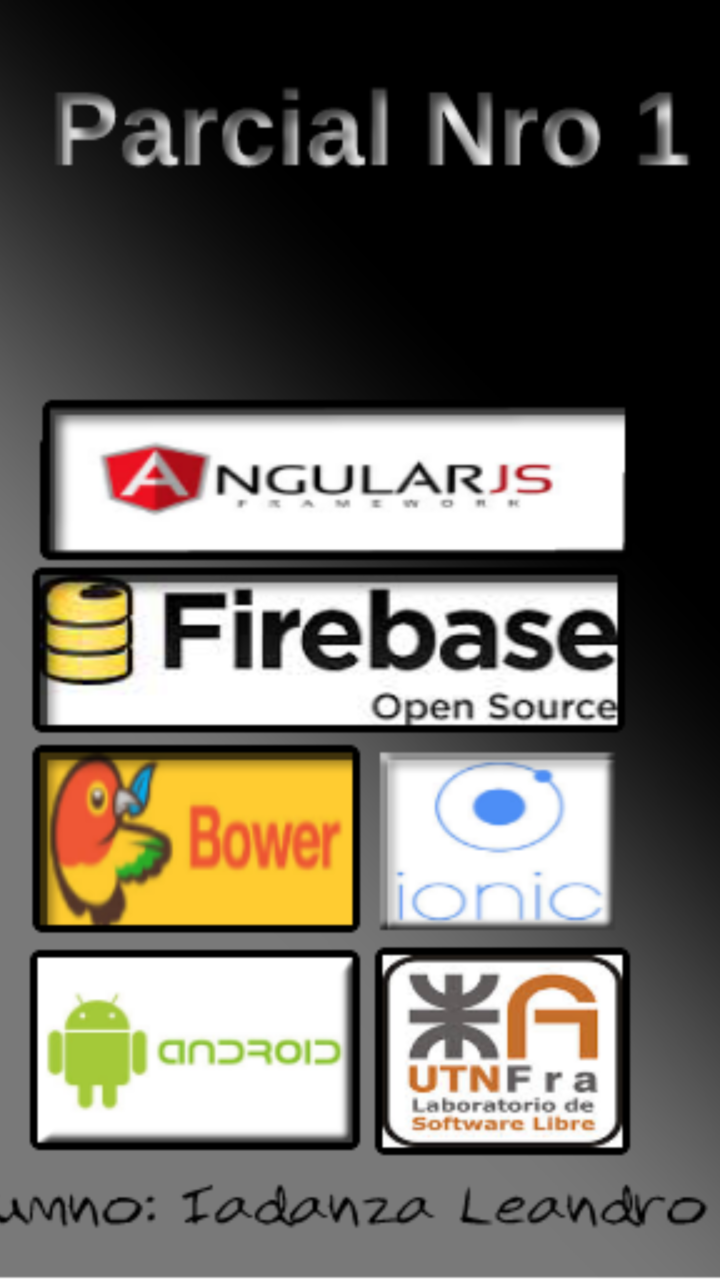 Parcial Nro 1
ANGULARJS
FRAMEWORK
Firebase
Open Source
Bower
ionic
ANDROID
UTNFra
Laboratorio de
Software Libre
umno: Iadanza Leandro